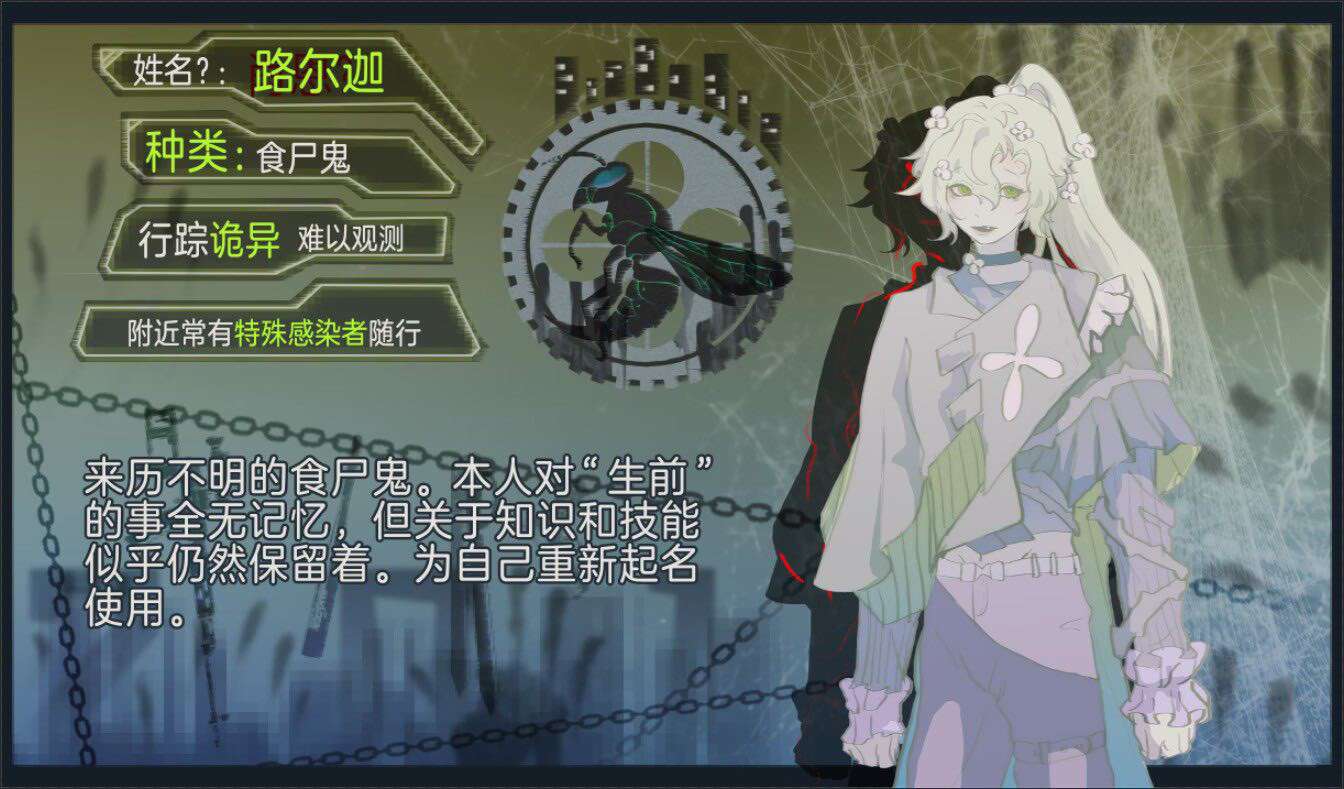 姓名?：路尔迦
种类：食尸鬼
行踪诡异 难以观测
附近常有特殊感染者随行
来历不明的食尸鬼。本人对“生前”
的事全无记忆，但关于知识和技能
似乎仍然保留着。为自己重新起名
使用。